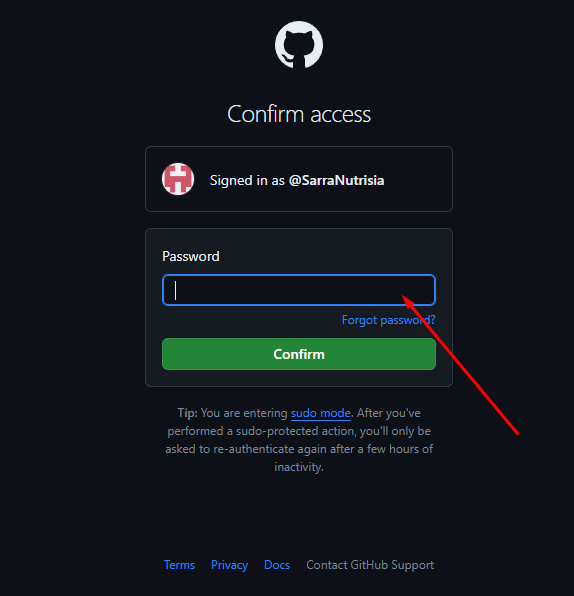 Confirm access
Signed in as @SarraNutrisia
Password
Forgot password?
Confirm
Tip: You are entering sudo mode. After you've
performed a sudo-protected action, you'll only be
asked to re-authenticate again after a few hours of
inactivity.
Terms Privacy Docs Contact GitHub Support